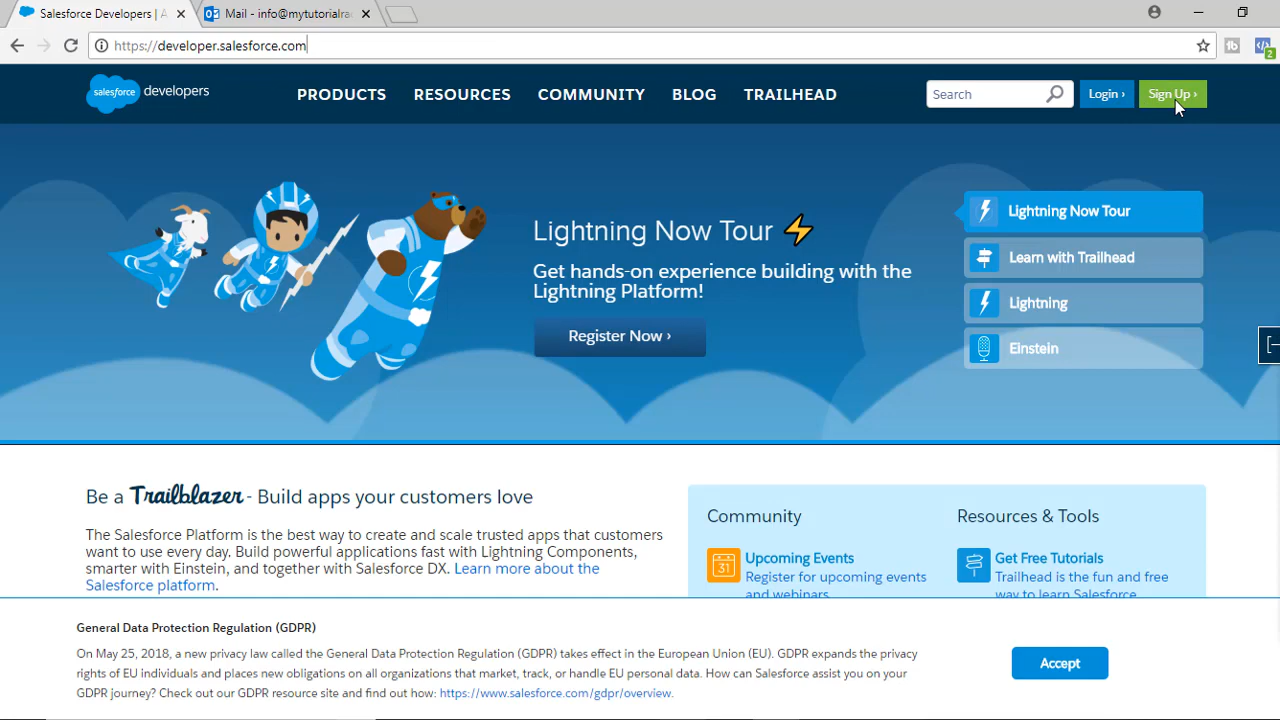 Salesforce Developers | A
Mail - info@mytutorialra
https://developer.salesforce.com
2
salesforce developers
PRODUCTS RESOURCES COMMUNITY BLOG TRAILHEAD
Search
Login ›
Sign Up ›
Lightning Now Tour
Get hands-on experience building with the
Lightning Platform!
Register Now ›
Lightning Now Tour
Learn with Trailhead
Lightning
Einstein
Be a Trailblazer - Build apps your customers love
The Salesforce Platform is the best way to create and scale trusted apps that customers
want to use every day. Build powerful applications fast with Lightning Components,
smarter with Einstein, and together with Salesforce DX. Learn more about the
Salesforce platform.
Community
31
Upcoming Events
Register for upcoming events
and webinars
Resources & Tools
Get Free Tutorials
Trailhead is the fun and free
way to learn Salesforce
General Data Protection Regulation (GDPR)
On May 25, 2018, a new privacy law called the General Data Protection Regulation (GDPR) takes effect in the European Union (EU). GDPR expands the privacy
rights of EU individuals and places new obligations on all organizations that market, track, or handle EU personal data. How can Salesforce assist you on your
GDPR journey? Check out our GDPR resource site and find out how: https://www.salesforce.com/gdpr/overview.
Accept